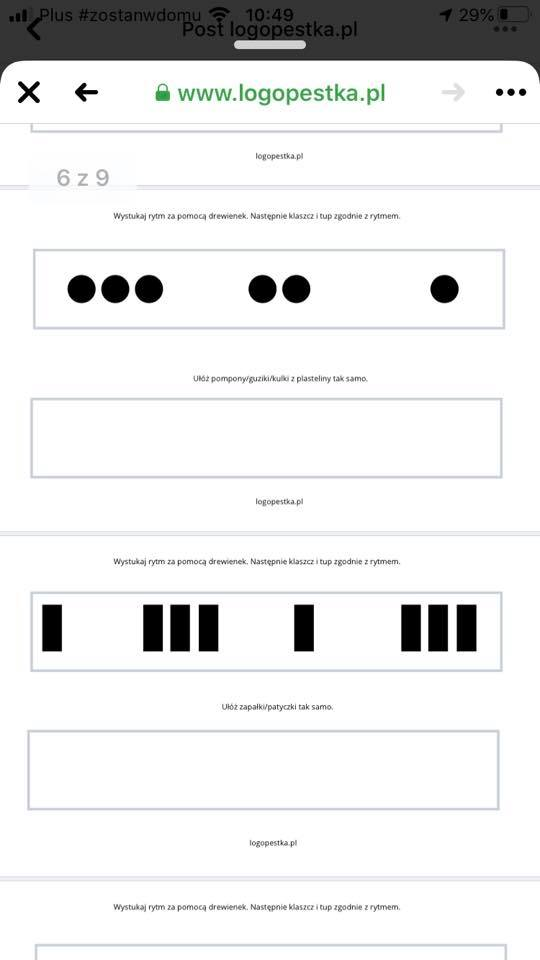 Plus #zostanwdomu 10:49 29%
Post logopestka.pl
www.logopestka.pl
logopestka.pl
6 z 9
Wystukaj rytm za pomocą drewienek. Następnie klaszcz i tup zgodnie z rytmem.
Ułóż pompony/guziki/kulki z plasteliny tak samo.
logopestka.pl
Wystukaj rytm za pomocą drewienek. Następnie klaszcz i tup zgodnie z rytmem.
Ułóż zapałki/patyczki tak samo.
logopestka.pl
Wystukaj rytm za pomocą drewienek. Następnie klaszcz i tup zgodnie z rytmem.